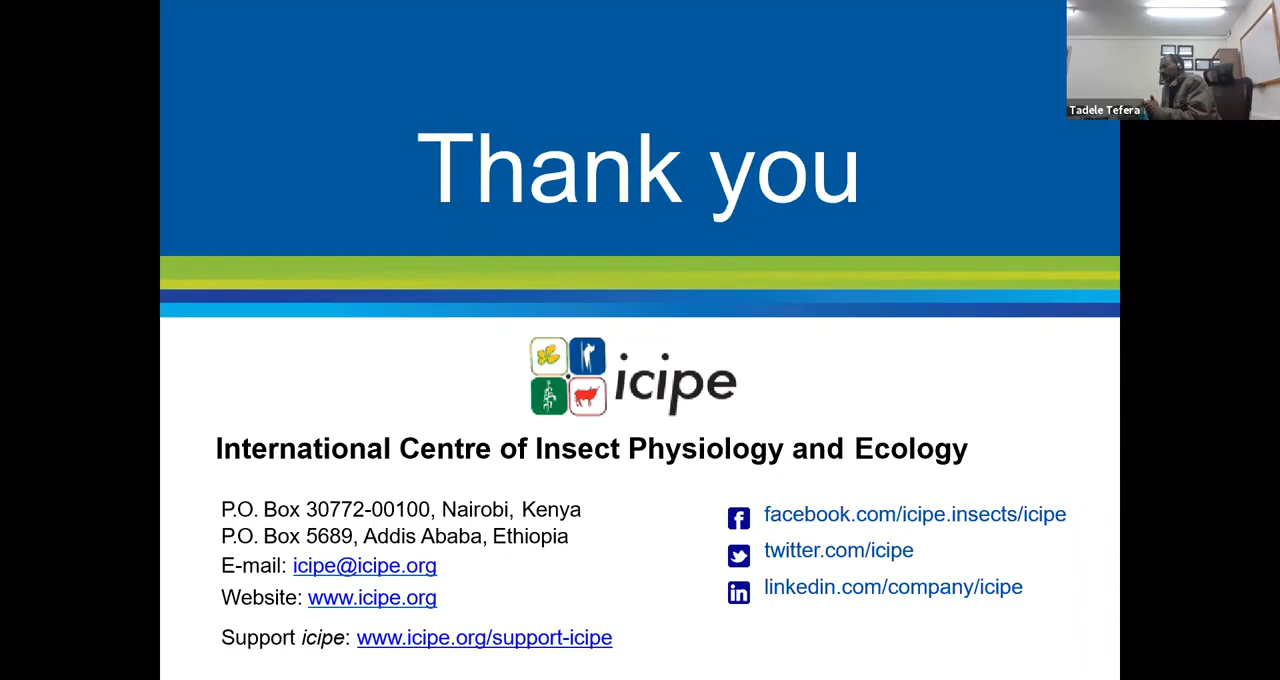 Tadele Tefera
Thank you
icipe
International Centre of Insect Physiology and Ecology
P.O. Box 30772-00100, Nairobi, Kenya
P.O. Box 5689, Addis Ababa, Ethiopia
E-mail: icipe@icipe.org
Website: www.icipe.org
Support icipe: www.icipe.org/support-icipe
facebook.com/icipe.insects/icipe
twitter.com/icipe
linkedin.com/company/icipe